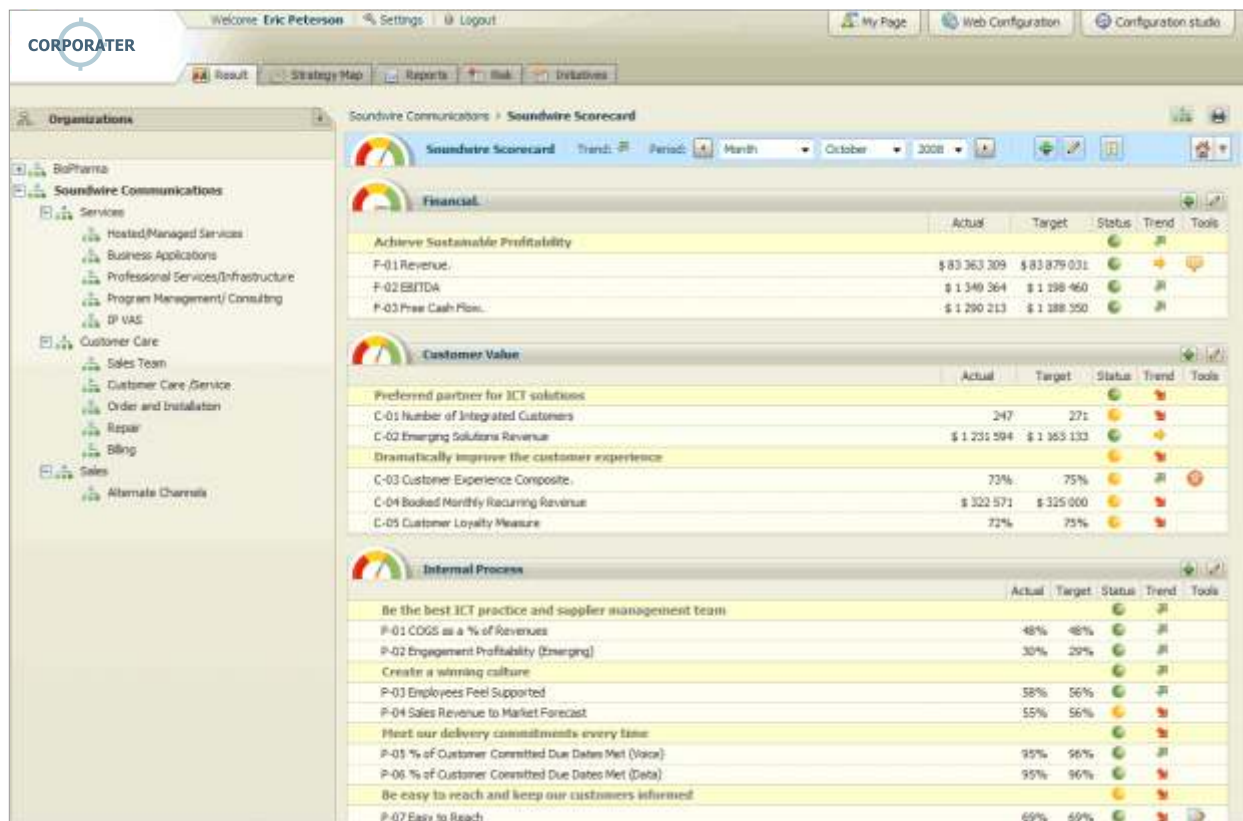 Welcome Eric Peterson Settings Logout My Page Web Configuration Configuration studio
CORPORATER
Result Strategy Map Reports Risk Initiatives
Organizations
BioPharma
Soundwire Communications
Services
Hosted/Managed Services
Business Applications
Professional Services/Infrastructure
Program Management/ Consulting
IP VAS
Customer Care
Sales Team
Customer Care /Service
Order and Installation
Repair
Billing
Sales
Alternate Channels
Soundwire Communications > Soundwire Scorecard
Soundwire Scorecard Trend: Period: Month October 2008
Financial.
Actual Target Status Trend Tools
Achieve Sustainable Profitability
F-01 Revenue. $ 83 363 309 $ 83 879 031
F-02 EBITDA $ 1 340 364 $ 1 198 460
F-03 Free Cash Flow. $ 1 290 213 $ 1 188 350
Customer Value
Actual Target Status Trend Tools
Preferred partner for ICT solutions
C-01 Number of Integrated Customers 247 271
C-02 Emerging Solutions Revenue $ 1 231 594 $ 1 163 133
Dramatically improve the customer experience
C-03 Customer Experience Composite. 73% 75%
C-04 Booked Monthly Recurring Revenue $ 322 571 $ 325 000
C-05 Customer Loyalty Measure 72% 75%
Internal Process
Actual Target Status Trend Tools
Be the best ICT practice and supplier management team
P-01 COGS as a % of Revenues 48% 48%
P-02 Engagement Profitability (Emerging) 30% 29%
Create a winning culture
P-03 Employees Feel Supported 58% 56%
P-04 Sales Revenue to Market Forecast 55% 56%
Meet our delivery commitments every time
P-05 % of Customer Committed Due Dates Met (Voice) 95% 96%
P-06 % of Customer Committed Due Dates Met (Data) 95% 96%
Be easy to reach and keep our customers informed
P-07 Easy to Reach 69% 69%